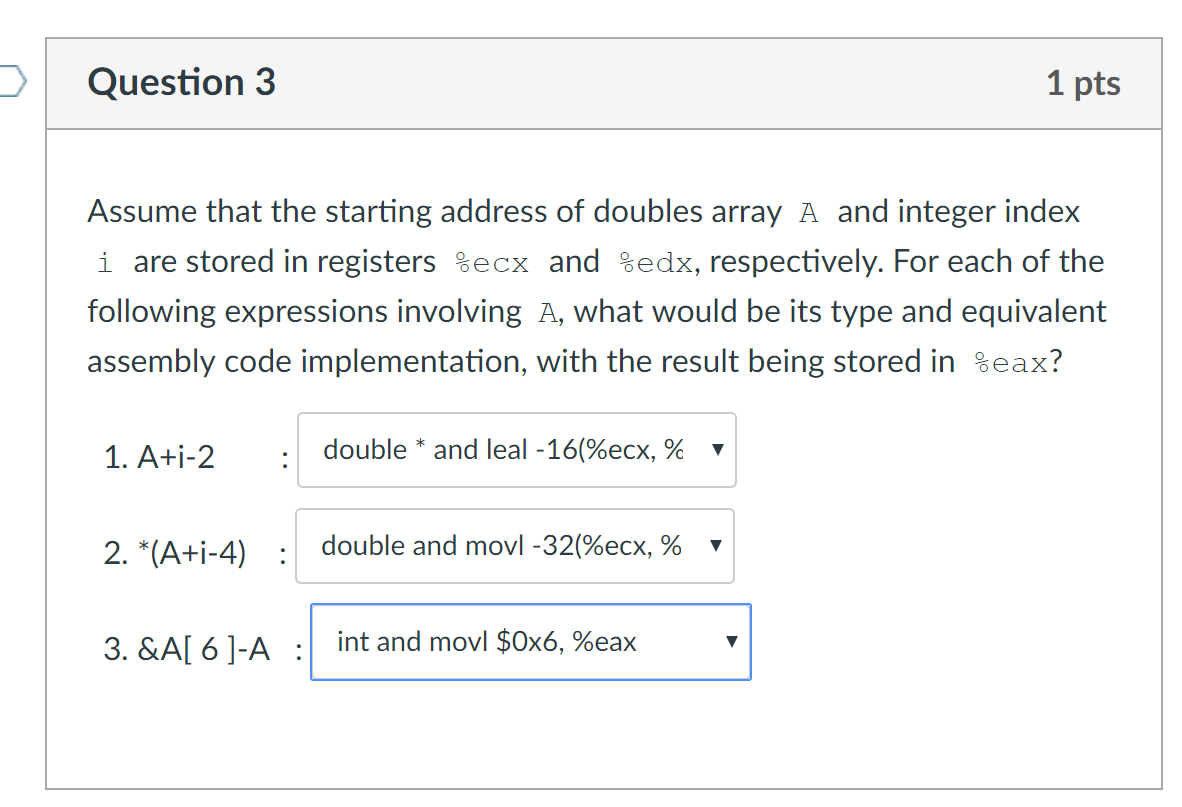 Question 3 1 pts
Assume that the starting address of doubles array A and integer index
i are stored in registers %ecx and %edx, respectively. For each of the
following expressions involving A, what would be its type and equivalent
assembly code implementation, with the result being stored in %eax?
1. A+i-2 : double * and leal -16(%ecx, %
2. *(A+i-4) : double and movl -32(%ecx, %
3. &A[ 6 ]-A : int and movl $0x6, %eax